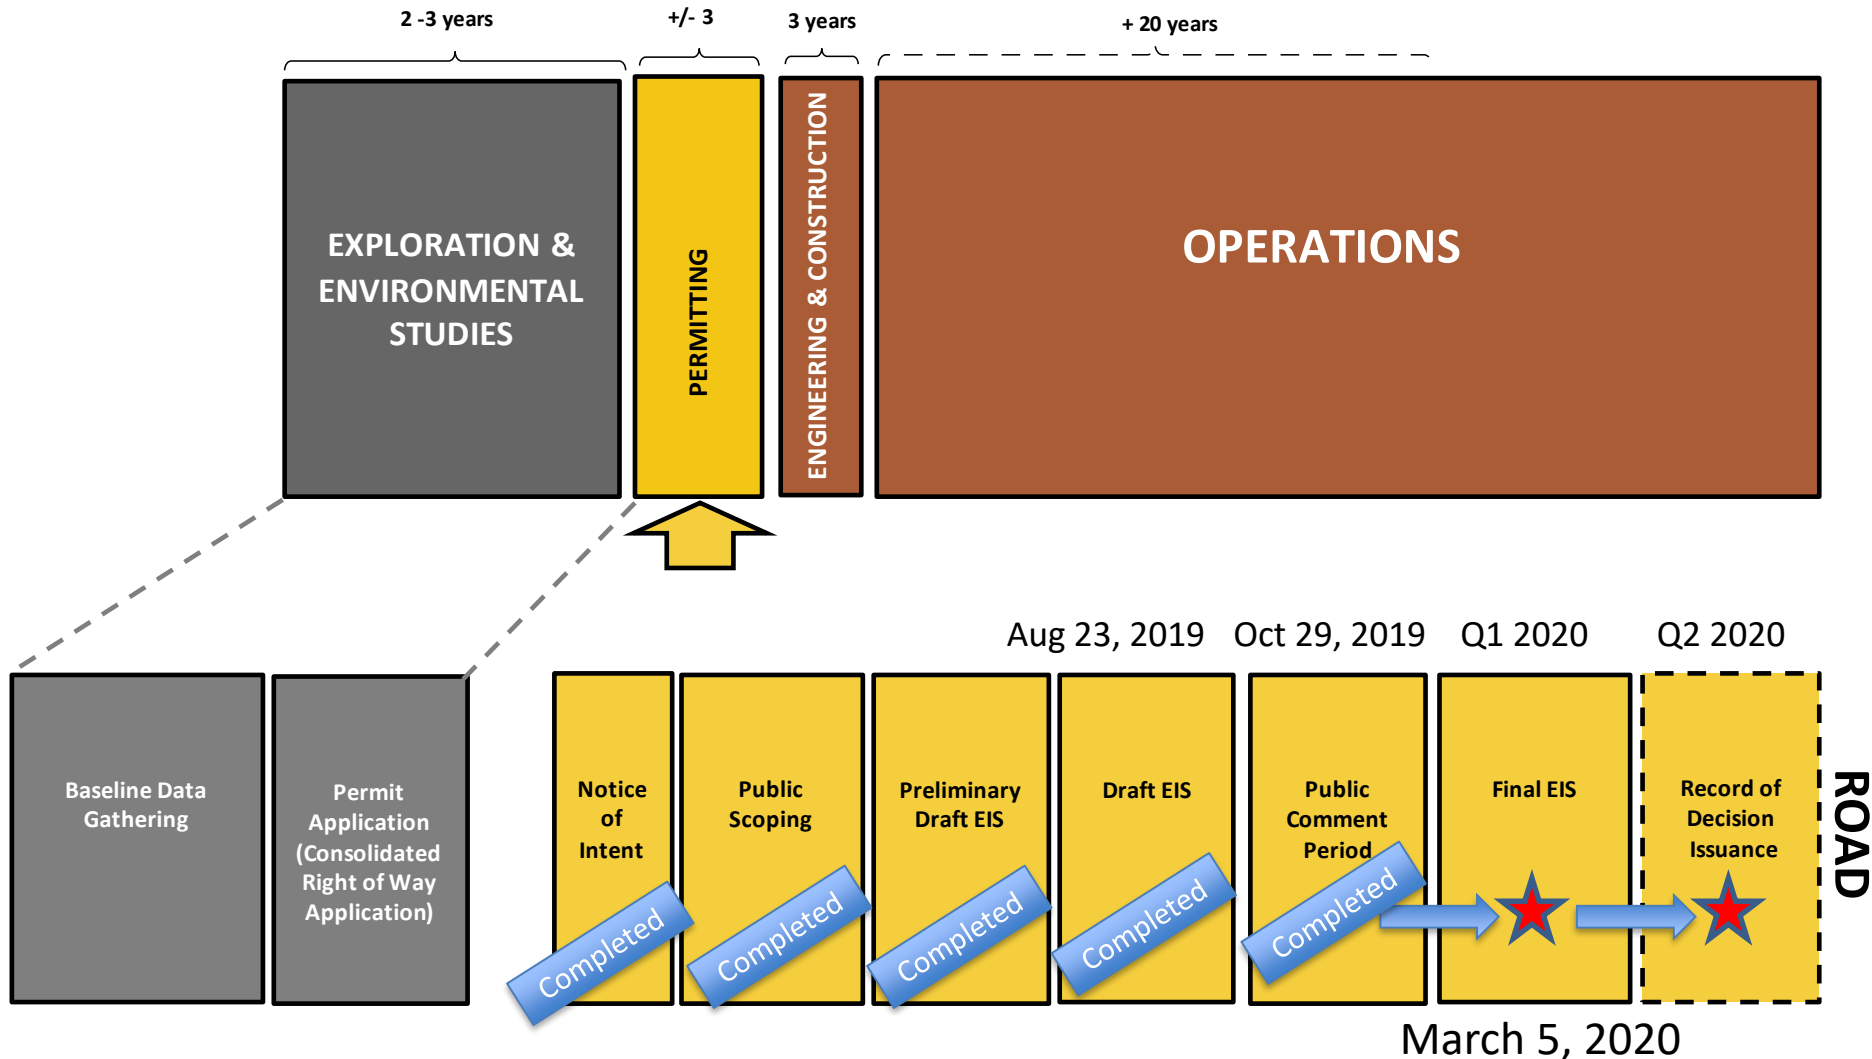 2 -3 years
+/- 3
3 years
+ 20 years
EXPLORATION &
ENVIRONMENTAL
STUDIES
PERMITTING
ENGINEERING & CONSTRUCTION
OPERATIONS
Aug 23, 2019
Oct 29, 2019
Q1 2020
Q2 2020
Baseline Data
Gathering
Permit
Application
(Consolidated
Right of Way
Application)
Notice
of
Intent
Completed
Public
Scoping
Completed
Preliminary
Draft EIS
Completed
Draft EIS
Completed
Public
Comment
Period
Completed
Final EIS
Record of
Decision
Issuance
ROAD
March 5, 2020